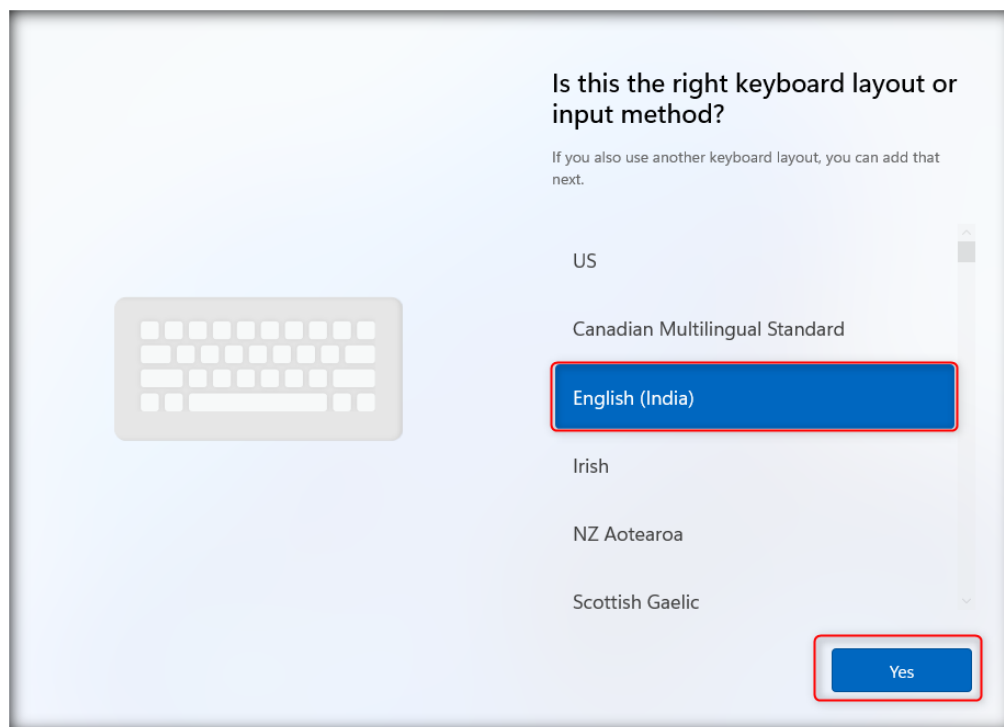 Is this the right keyboard layout or
input method?
If you also use another keyboard layout, you can add that
next.
US
Canadian Multilingual Standard
English (India)
Irish
NZ Aotearoa
Scottish Gaelic
Yes